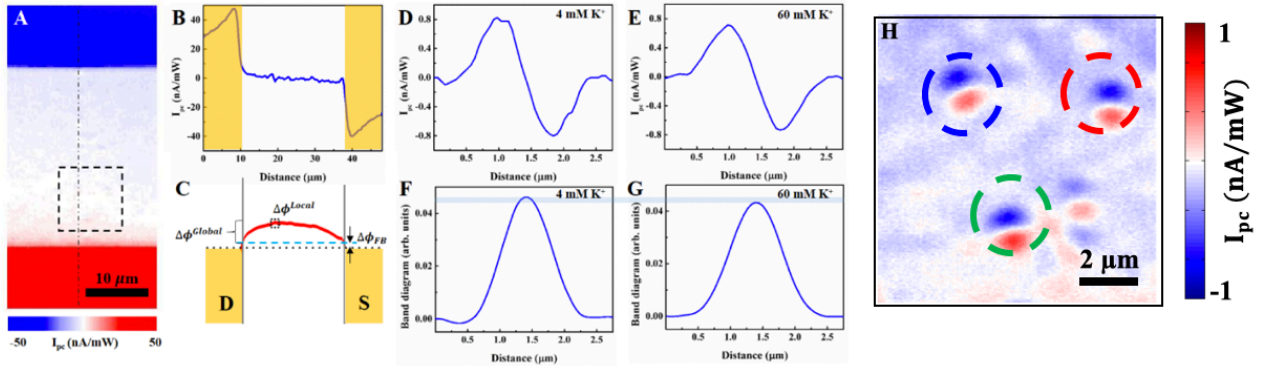 A
10 μm
-50 I_pc (nA/mW) 50
B
I_pc (nA/mW)
40
20
0
-20
-40
0 10 20 30 40
Distance (μm)
C
Δϕ^Local
Δϕ^Global
Δϕ_FB
D S
D 4 mM K⁺
I_pc (nA/mW)
0.8
0.4
0.0
-0.4
-0.8
0.5 1.0 1.5 2.0 2.5
Distance (μm)
E 60 mM K⁺
I_pc (nA/mW)
0.8
0.4
0.0
-0.4
-0.8
0.5 1.0 1.5 2.0 2.5
Distance (μm)
F 4 mM K⁺
Band diagram (arb. units)
0.04
0.02
0.00
0.0 0.5 1.0 1.5 2.0 2.5
Distance (μm)
G 60 mM K⁺
Band diagram (arb. units)
0.04
0.02
0.00
0.0 0.5 1.0 1.5 2.0 2.5
Distance (μm)
H
2 μm
1
I_pc (nA/mW)
-1